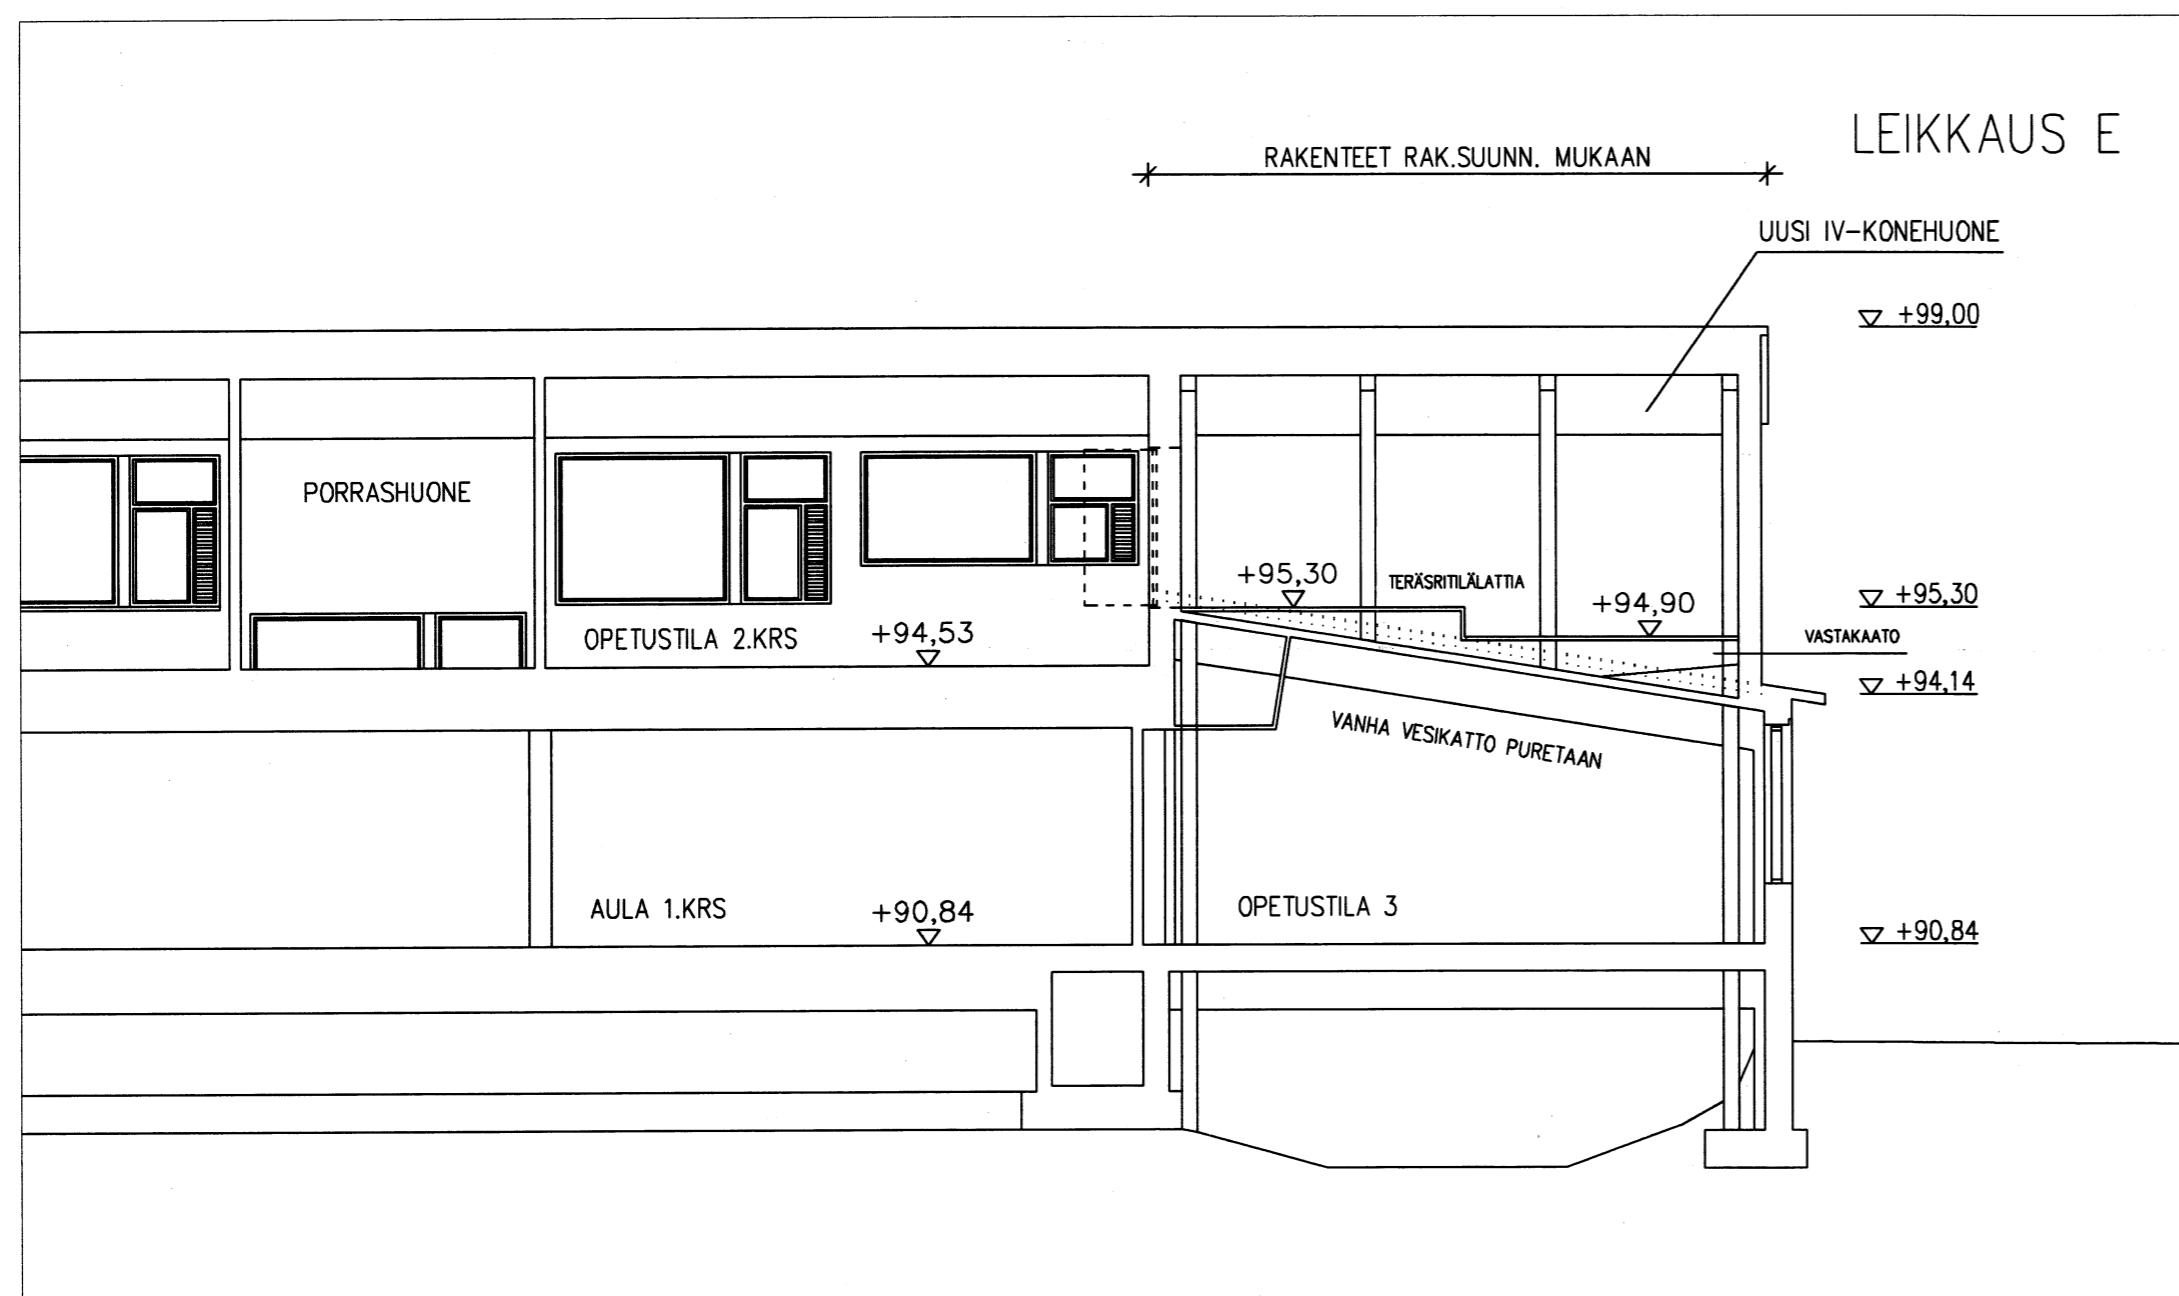 LEIKKAUS E
RAKENTEET RAK.SUUNN. MUKAAN
UUSI IV-KONEHUONE
+99,00
PORRASHUONE
+95,30
TERÄSRITILÄLATTIA
+94,90
+95,30
OPETUSTILA 2.KRS
+94,53
VASTAKAATO
+94,14
VANHA VESIKATTO PURETAAN
AULA 1.KRS
+90,84
OPETUSTILA 3
+90,84